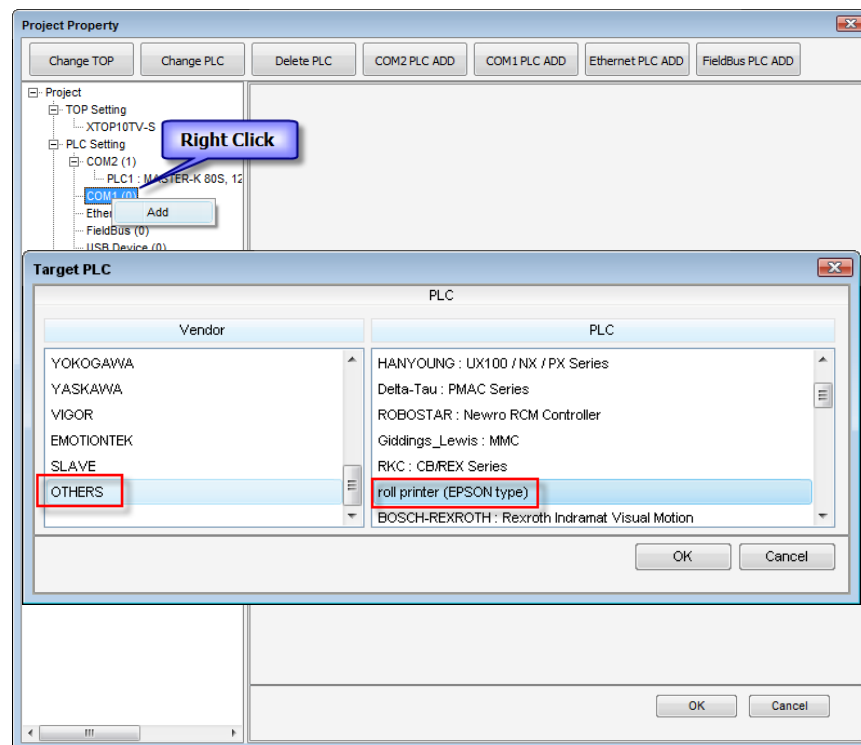 Project Property
Change TOP Change PLC Delete PLC COM2 PLC ADD COM1 PLC ADD Ethernet PLC ADD FieldBus PLC ADD
Project
TOP Setting
XTOP10TV-S
Right Click
PLC Setting
COM2 (1)
PLC1 : MASTER-K 80S, 12
COM1 (0)
Add
Ether
FieldBus (0)
USB Device (0)
Target PLC
PLC
Vendor PLC
YOKOGAWA HANYOUNG : UX100 / NX / PX Series
YASKAWA Delta-Tau : PMAC Series
VIGOR ROBOSTAR : Newro RCM Controller
EMOTIONTEK Giddings_Lewis : MMC
SLAVE RKC : CB/REX Series
OTHERS roll printer (EPSON type)
BOSCH-REXROTH : Rexroth Indramat Visual Motion
OK Cancel
OK Cancel